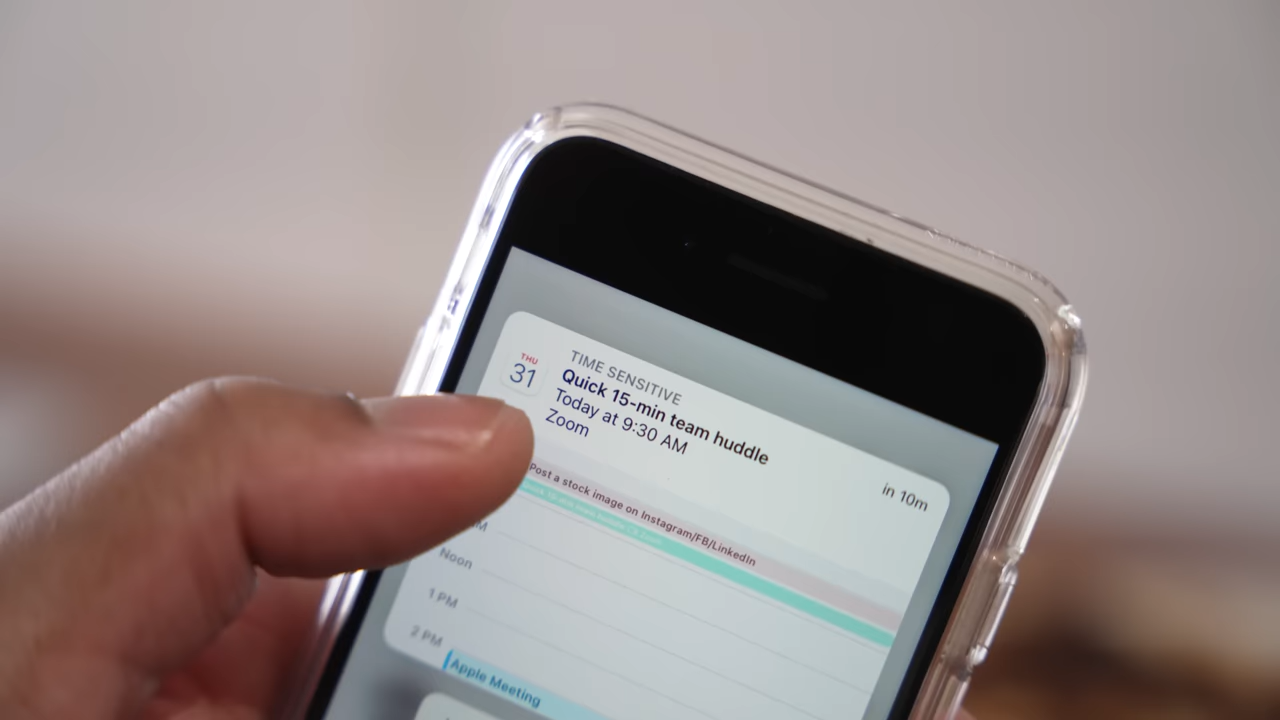 THU
31
TIME SENSITIVE
Quick 15-min team huddle
Today at 9:30 AM
Zoom
in 10m
Post a stock image on Instagram/FB/LinkedIn
Noon
1 PM
2 PM
Apple Meeting